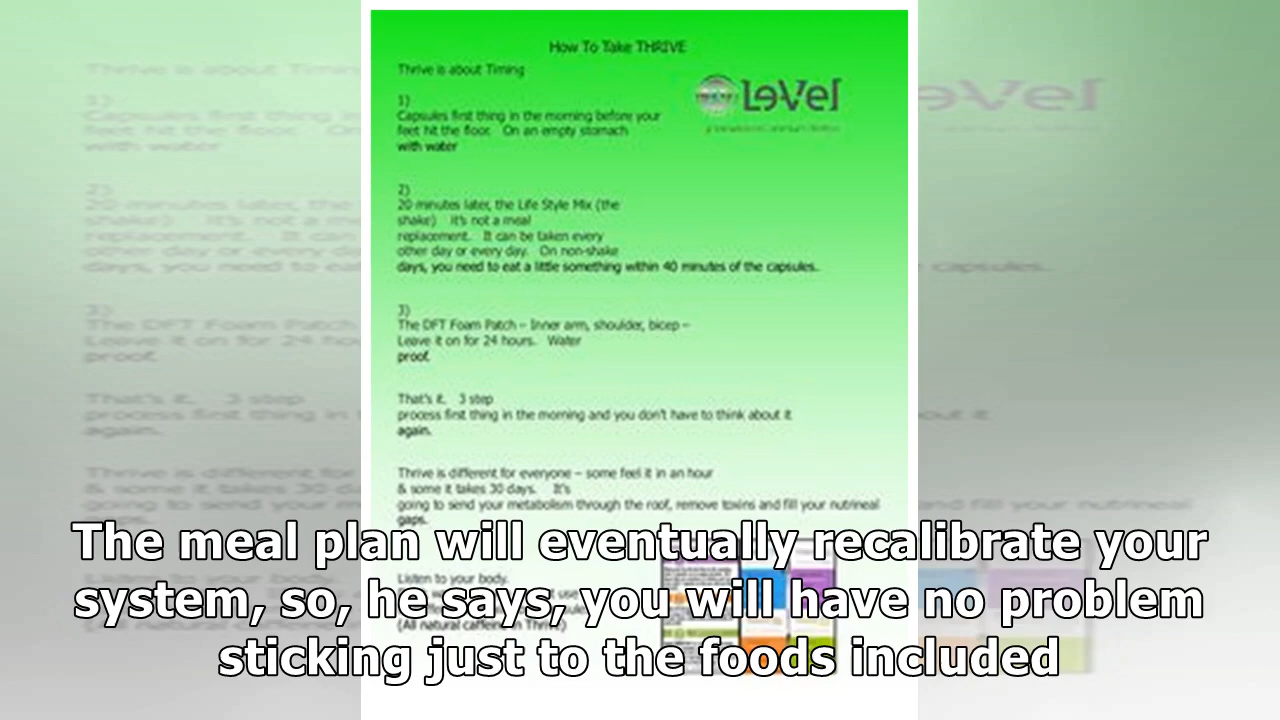 How To Take THRIVE
Thrive is about Timing
LeVel
1)
Capsules first thing in the morning before your
feet hit the floor. On an empty stomach
with water
2)
20 minutes later, the Life Style Mix (the
shake) it's not a meal
replacement. It can be taken every
other day or every day. On non-shake
days, you need to eat a little something within 40 minutes of the capsules.
3)
The DFT Foam Patch – Inner arm, shoulder, bicep –
Leave it on for 24 hours. Water
proof.
That's it. 3 step
process first thing in the morning and you don't have to think about it
again.
Thrive is different for everyone – some feel it in an hour
& some it takes 30 days. It's
going to send your metabolism through the roof, remove toxins and fill your nutrineal
gaps.
Listen to your body.
(All natural caffeine in Thrive)
The meal plan will eventually recalibrate your
system, so, he says, you will have no problem
sticking just to the foods included